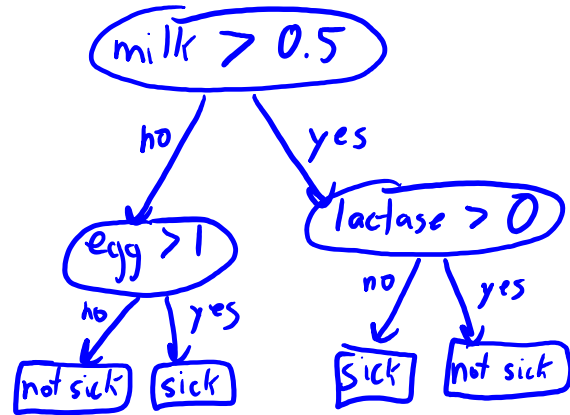 milk > 0.5
no yes
egg > 1 lactase > 0
no yes no yes
not sick sick sick not sick